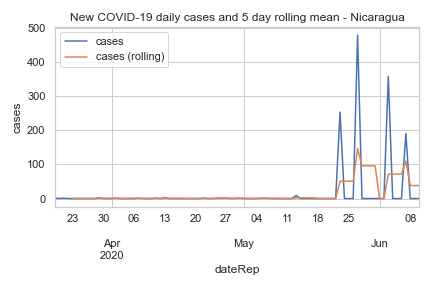 New COVID-19 daily cases and 5 day rolling mean - Nicaragua
cases
cases (rolling)
500
400
300
200
100
0
cases
23 30 06 13 20 27 04 11 18 25 08
Apr May Jun
2020
dateRep